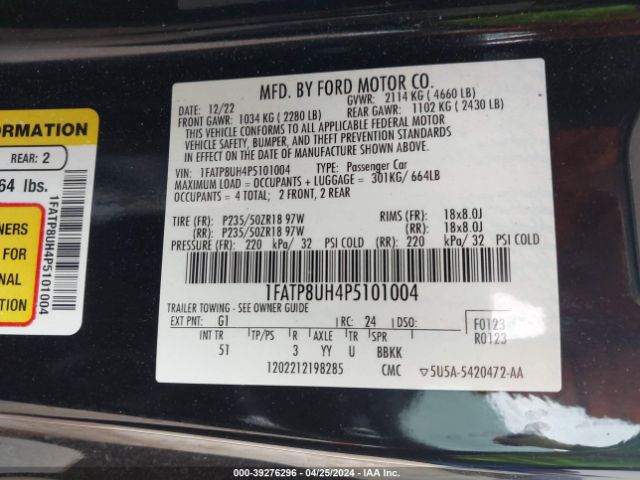 MFD. BY FORD MOTOR CO.
DATE: 12/22 GVWR: 2114 KG ( 4660 LB)
FRONT GAWR: 1034 KG ( 2280 LB) REAR GAWR: 1102 KG ( 2430 LB)
THIS VEHICLE CONFORMS TO ALL APPLICABLE FEDERAL MOTOR
VEHICLE SAFETY, BUMPER, AND THEFT PREVENTION STANDARDS
IN EFFECT ON THE DATE OF MANUFACTURE SHOWN ABOVE.
VIN: 1FATP8UH4P5101004 TYPE: Passenger Car
MAXIMUM LOAD = OCCUPANTS + LUGGAGE = 301KG/ 664LB
OCCUPANTS = 4 TOTAL; 2 FRONT, 2 REAR
TIRE (FR): P235/50ZR18 97W RIMS (FR): 18x8.0J
(RR): P235/50ZR18 97W (RR): 18x8.0J
PRESSURE (FR): 220 kPa/ 32 PSI COLD (RR): 220 kPa/ 32 PSI COLD
1FATP8UH4P5101004
TRAILER TOWING - SEE OWNER GUIDE
EXT PNT: G1 RC: 24 DSO: F0123
R0123
INT TR TP/PS R AXLE TR SPR
51 3 YY U BBKK
1202212198285 CMC 5U5A-5420472-AA
ORMATION
REAR: 2
64 lbs.
NERS
FOR
NAL
N
1FATP8UH4P5101004
000-39276296 - 04/25/2024 - IAA Inc.